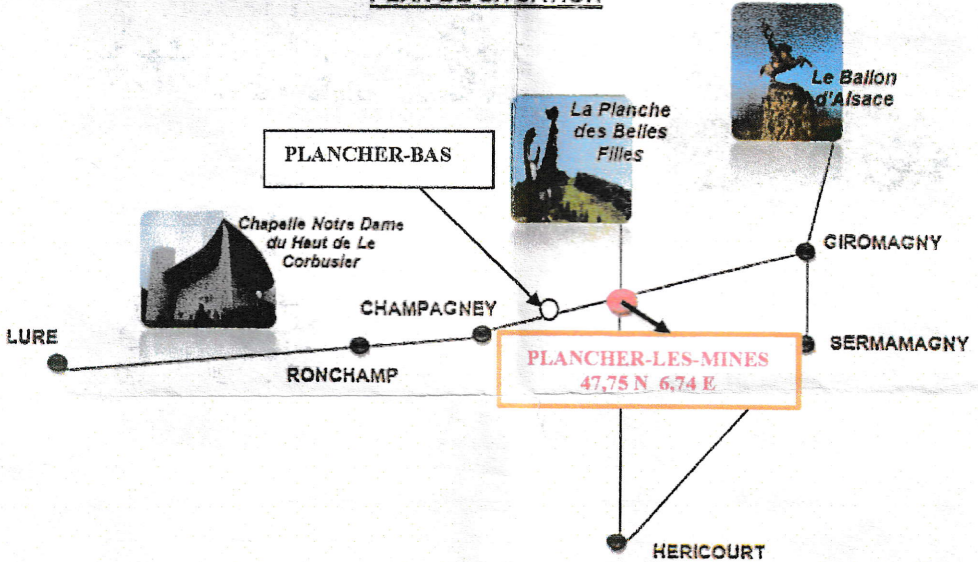 Le Ballon
d'Alsace
La Planche
des Belles
Filles
PLANCHER-BAS
Chapelle Notre Dame
du Haut de Le
Corbusier
GIROMAGNY
CHAMPAGNEY
LURE
RONCHAMP
SERMAMAGNY
PLANCHER-LES-MINES
47,75 N 6,74 E
HERICOURT